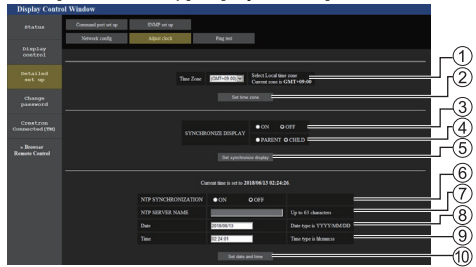 Display Control Window
Status
Display control
Detailed set up
Change password
Crestron Connected(TM)
» Browser Remote Control
Command port set up
SNMP set up
Network config
Adjust clock
Ping test
Time Zone (GMT+09:00) Select Local time zone
Current zone is GMT+09:00
Set time zone
SYNCHRONIZE DISPLAY ON OFF
PARENT CHILD
Set synchronize display
Current time is set to 2018/06/13 02:24:26.
NTP SYNCHRONIZATION ON OFF
NTP SERVER NAME Up to 63 characters
Date 2018/06/13 Date type is YYYY/MM/DD
Time 02:24:03 Time type is hh:mm:ss
Set date and time
1
2
3
4
5
6
7
8
9
10